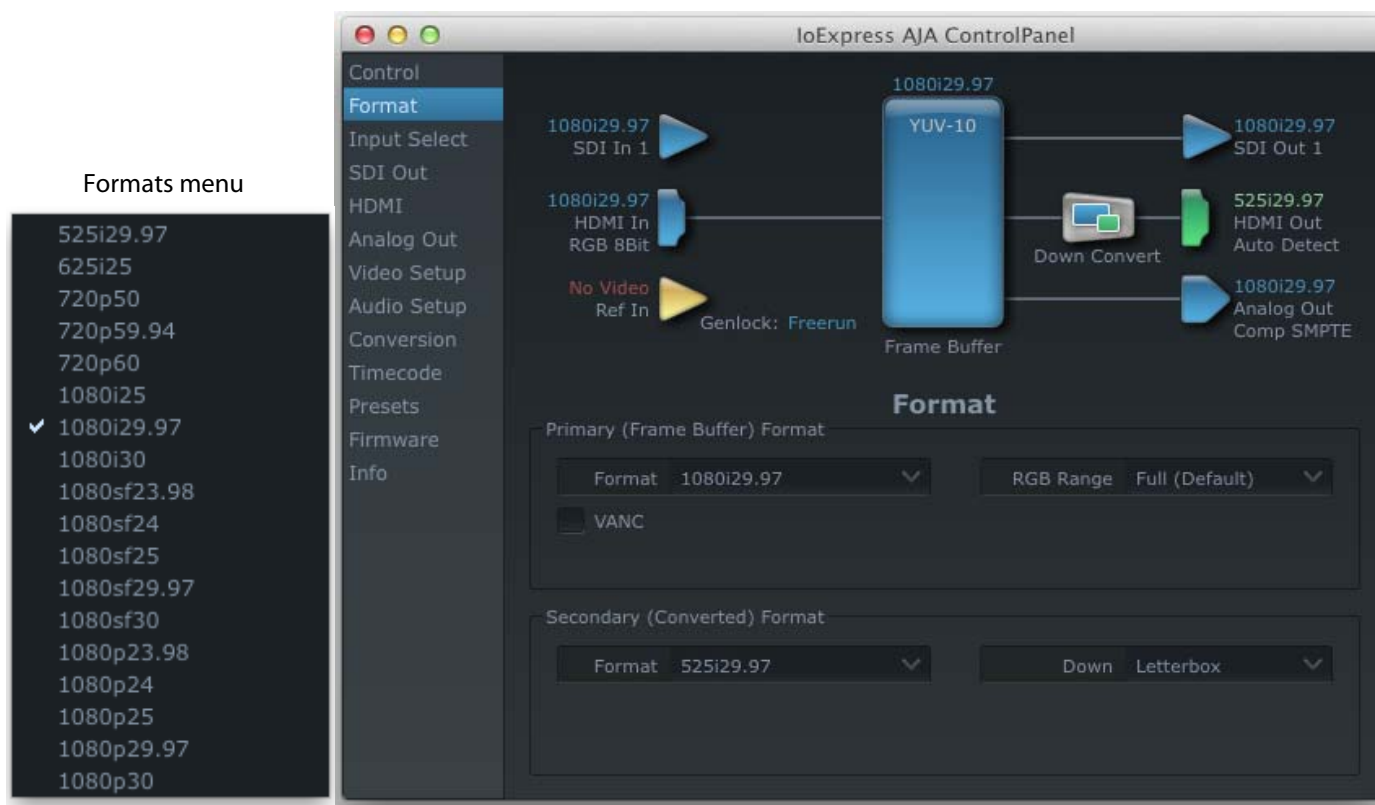 Formats menu
525i29.97
625i25
720p50
720p59.94
720p60
1080i25
1080i29.97
1080i30
1080sf23.98
1080sf24
1080sf25
1080sf29.97
1080sf30
1080p23.98
1080p24
1080p25
1080p29.97
1080p30
IoExpress AJA ControlPanel
Control
Format
Input Select
SDI Out
HDMI
Analog Out
Video Setup
Audio Setup
Conversion
Timecode
Presets
Firmware
Info
1080i29.97
YUV-10
Frame Buffer
1080i29.97
SDI In 1
1080i29.97
HDMI In
RGB 8Bit
No Video
Ref In
Genlock: Freerun
Down Convert
1080i29.97
SDI Out 1
525i29.97
HDMI Out
Auto Detect
1080i29.97
Analog Out
Comp SMPTE
Format
Primary (Frame Buffer) Format
Format 1080i29.97
RGB Range Full (Default)
VANC
Secondary (Converted) Format
Format 525i29.97
Down Letterbox